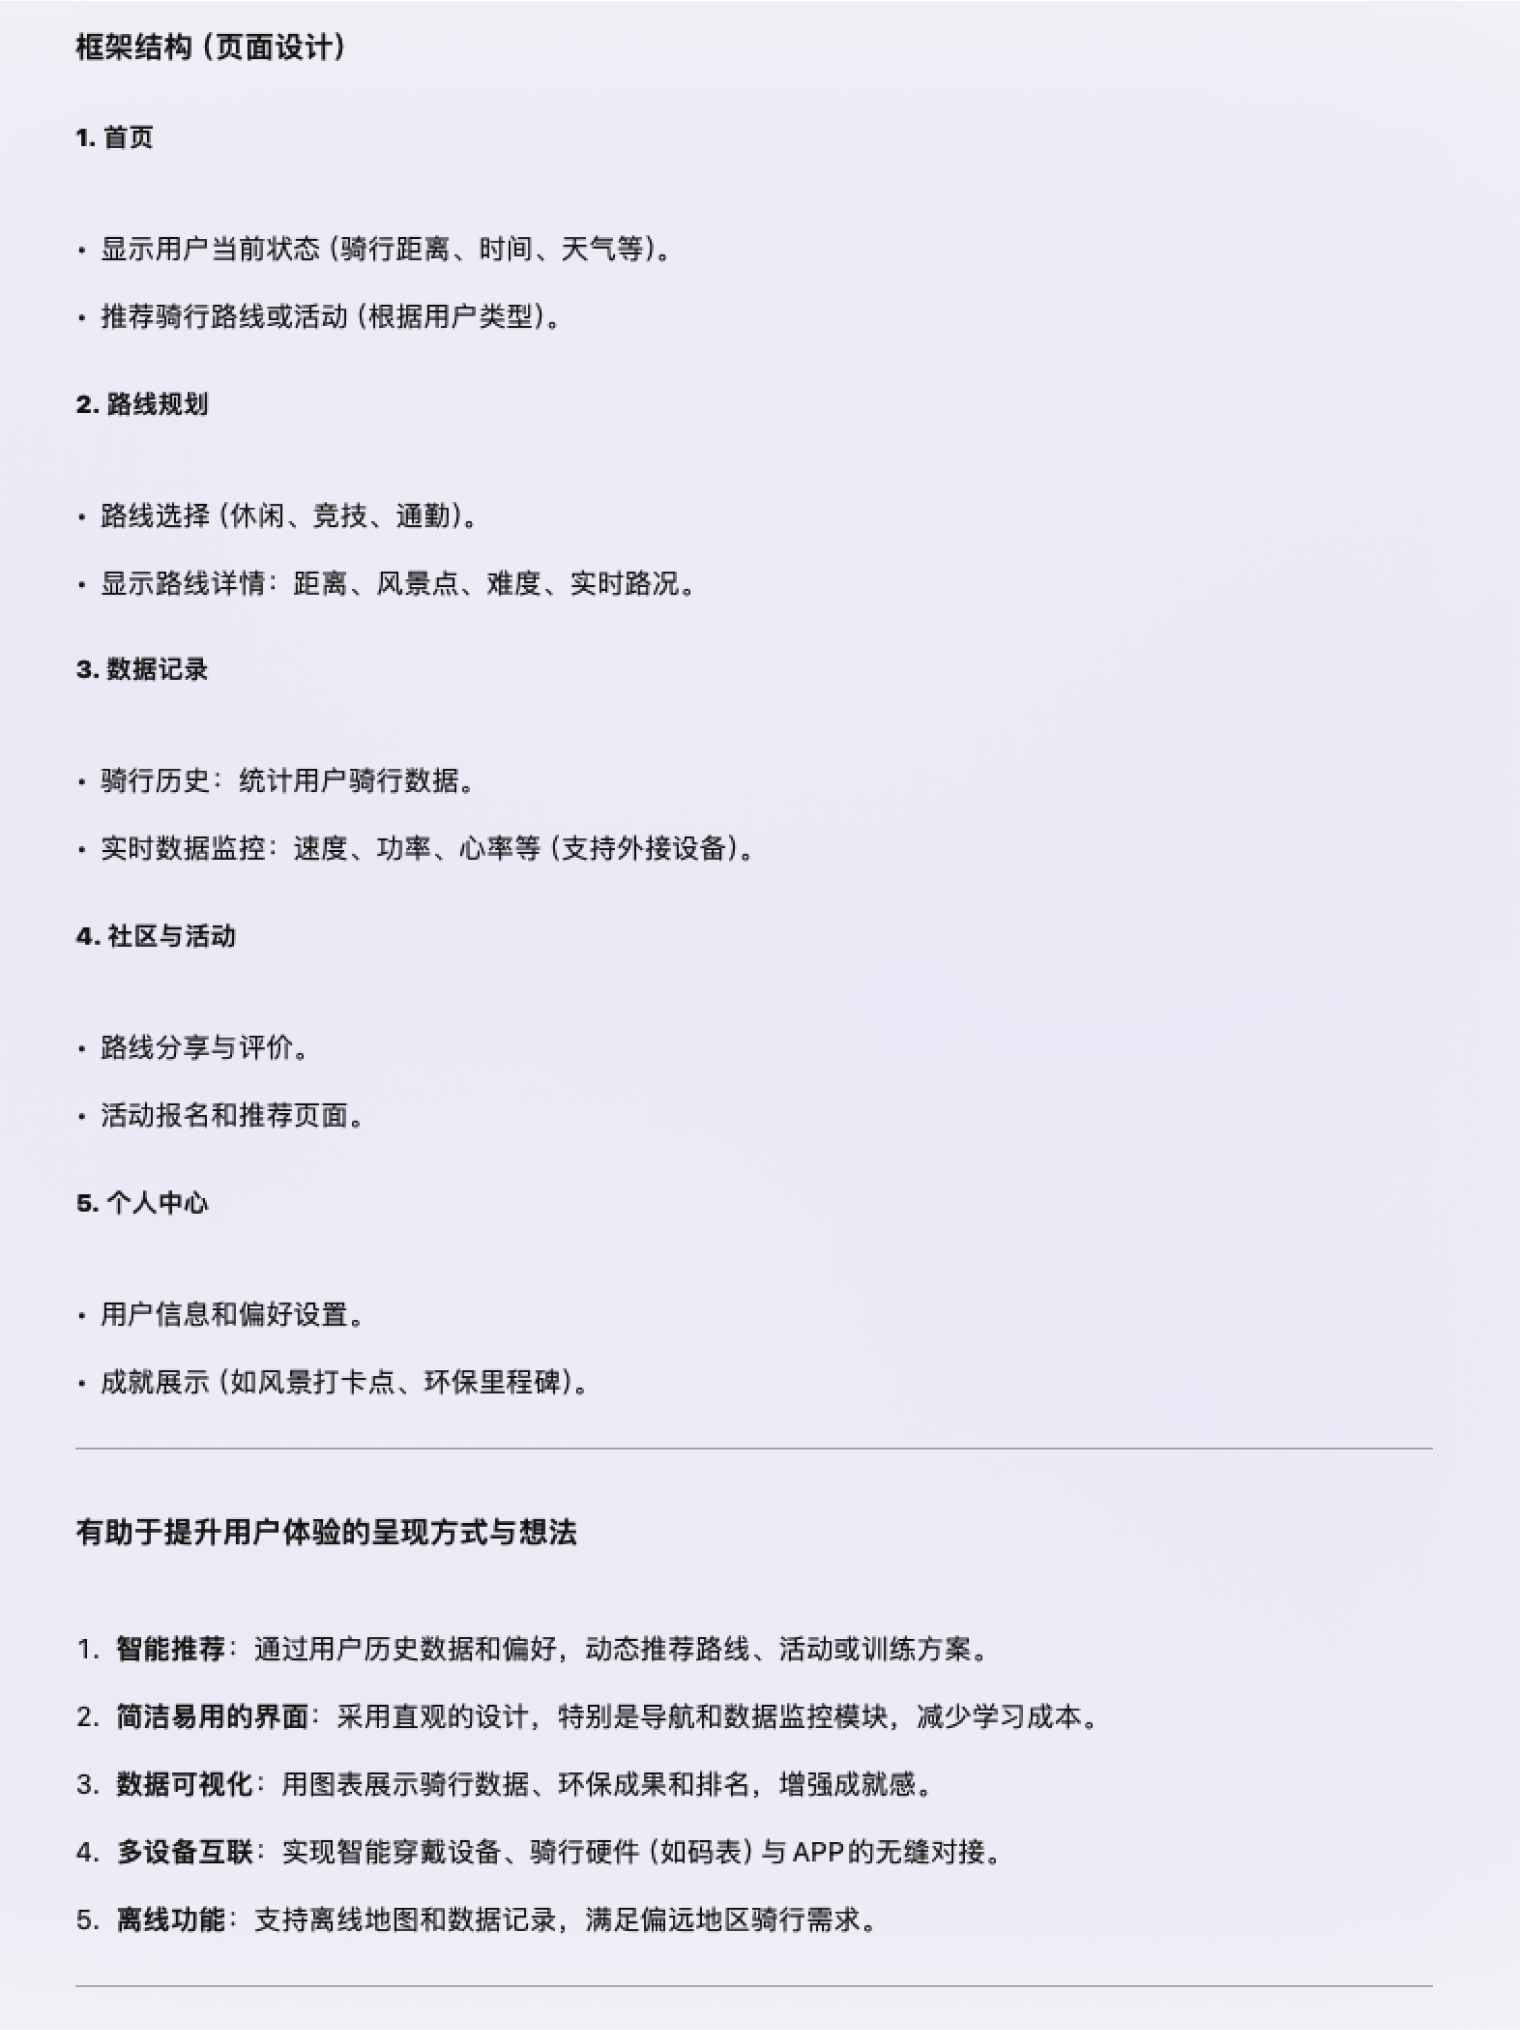 框架结构（页面设计）
1. 首页
• 显示用户当前状态（骑行距离、时间、天气等）。
• 推荐骑行路线或活动（根据用户类型）。
2. 路线规划
• 路线选择（休闲、竞技、通勤）。
• 显示路线详情：距离、风景点、难度、实时路况。
3. 数据记录
• 骑行历史：统计用户骑行数据。
• 实时数据监控：速度、功率、心率等（支持外接设备）。
4. 社区与活动
• 路线分享与评价。
• 活动报名和推荐页面。
5. 个人中心
• 用户信息和偏好设置。
• 成就展示（如风景打卡点、环保里程碑）。
有助于提升用户体验的呈现方式与想法
1. 智能推荐：通过用户历史数据和偏好，动态推荐路线、活动或训练方案。
2. 简洁易用的界面：采用直观的设计，特别是导航和数据监控模块，减少学习成本。
3. 数据可视化：用图表展示骑行数据、环保成果和排名，增强成就感。
4. 多设备互联：实现智能穿戴设备、骑行硬件（如码表）与APP的无缝对接。
5. 离线功能：支持离线地图和数据记录，满足偏远地区骑行需求。